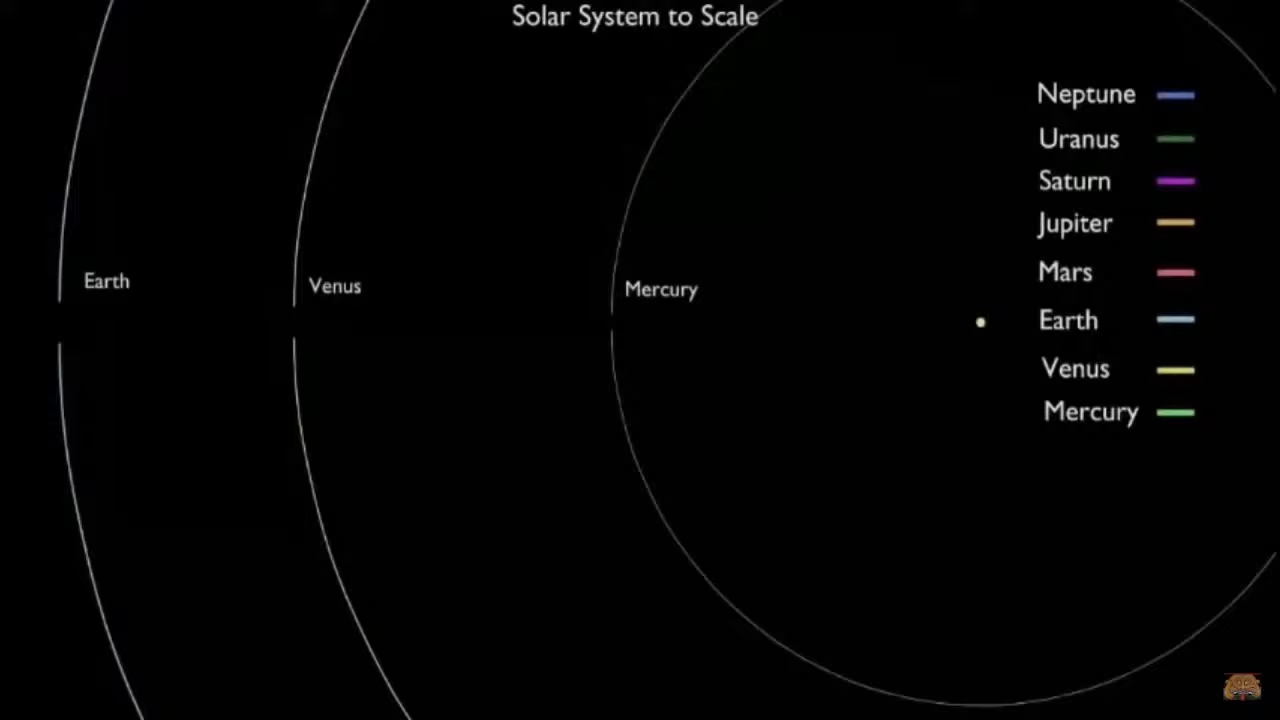 Solar System to Scale
Neptune
Uranus
Saturn
Jupiter
Mars
Earth
Venus
Mercury
Earth
Venus
Mercury